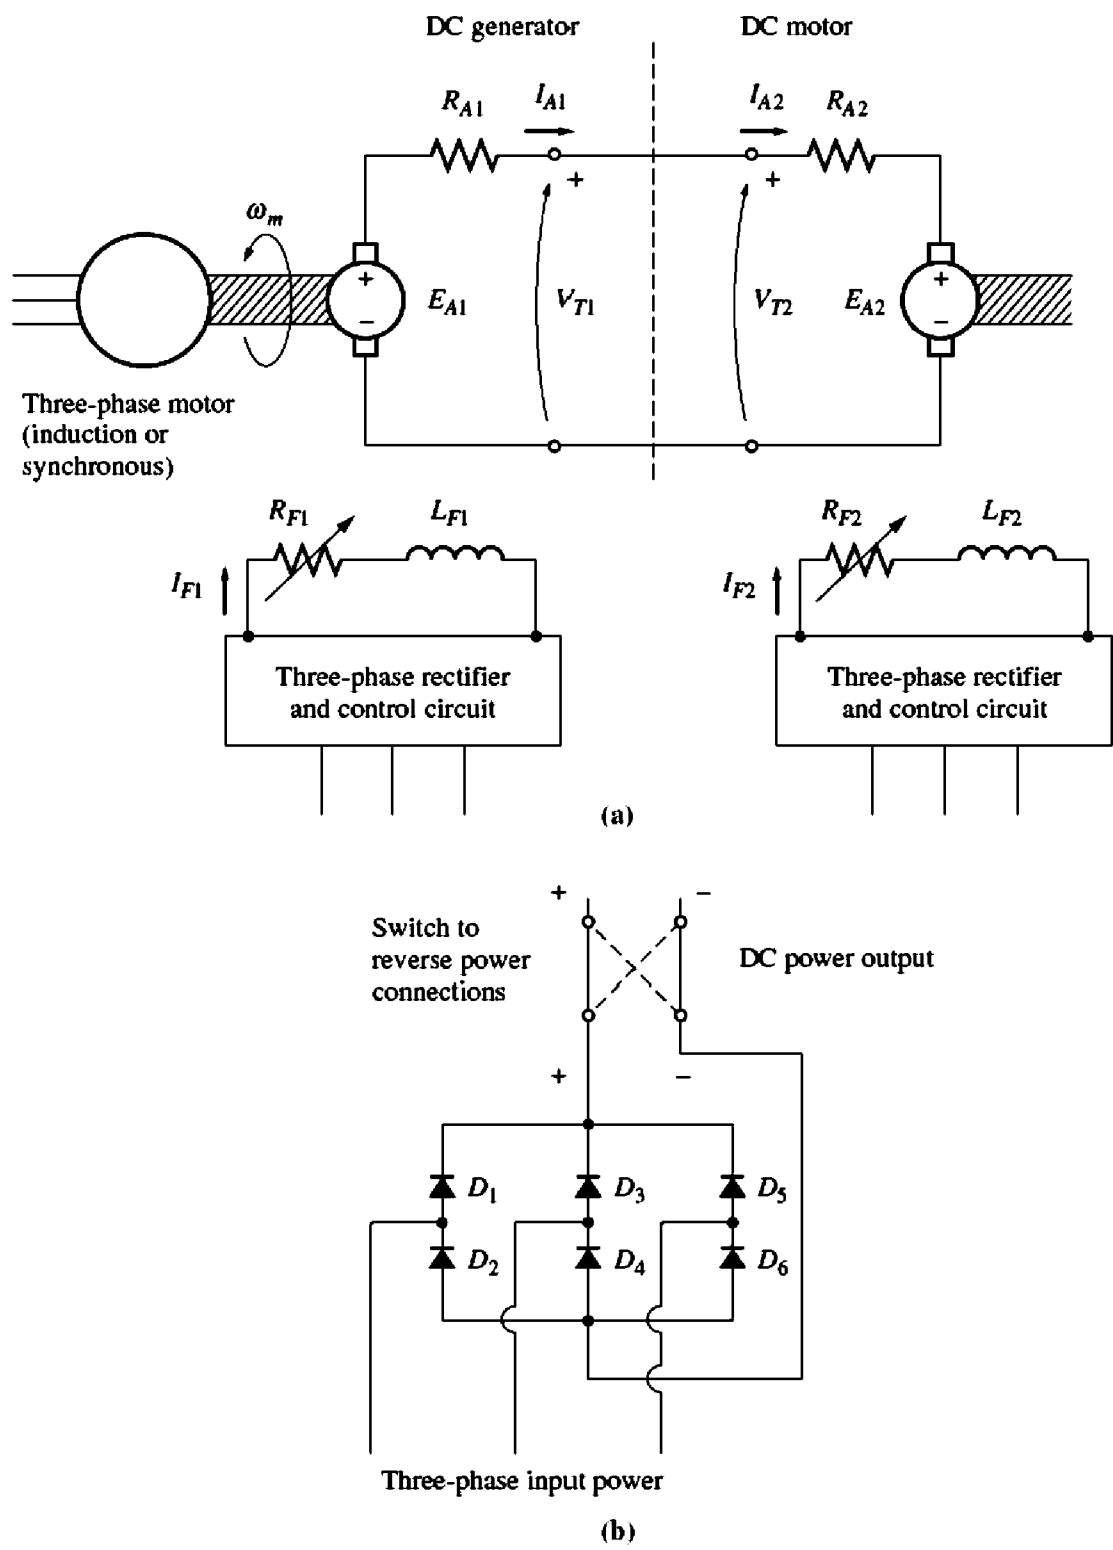 DC generator
DC motor
R_A1
I_A1
I_A2
R_A2
+
+
ω_m
+
−
E_A1
V_T1
V_T2
E_A2
+
−
Three-phase motor
(induction or
synchronous)
R_F1
L_F1
I_F1
R_F2
L_F2
I_F2
Three-phase rectifier
and control circuit
Three-phase rectifier
and control circuit
(a)
+
−
Switch to
reverse power
connections
DC power output
+
−
D_1
D_3
D_5
D_2
D_4
D_6
Three-phase input power
(b)